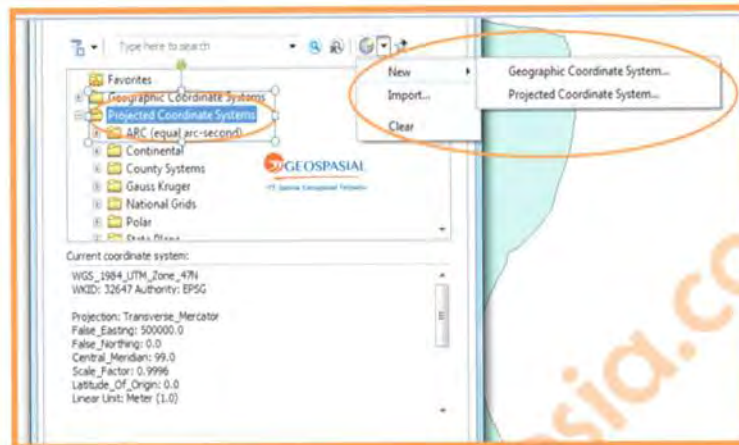 Type here to search
Favorites
Geographic Coordinate Systems
Projected Coordinate Systems
ARC (equal arc-second)
Continental
County Systems
Gauss Kruger
National Grids
Polar
State Plane
New
Import...
Clear
Geographic Coordinate System...
Projected Coordinate System...
GEOSPASIAL
Current coordinate system:
WGS_1984_UTM_Zone_47N
WKID: 32647 Authority: EPSG
Projection: Transverse_Mercator
False_Easting: 500000.0
False_Northing: 0.0
Central_Meridian: 99.0
Scale_Factor: 0.9996
Latitude_Of_Origin: 0.0
Linear Unit: Meter (1.0)
sia.co